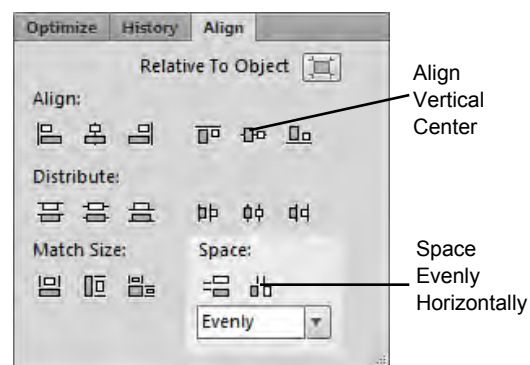 Optimize History Align
Relative To Object
Align:
Align
Vertical
Center
Distribute:
Match Size: Space:
Evenly
Space
Evenly
Horizontally